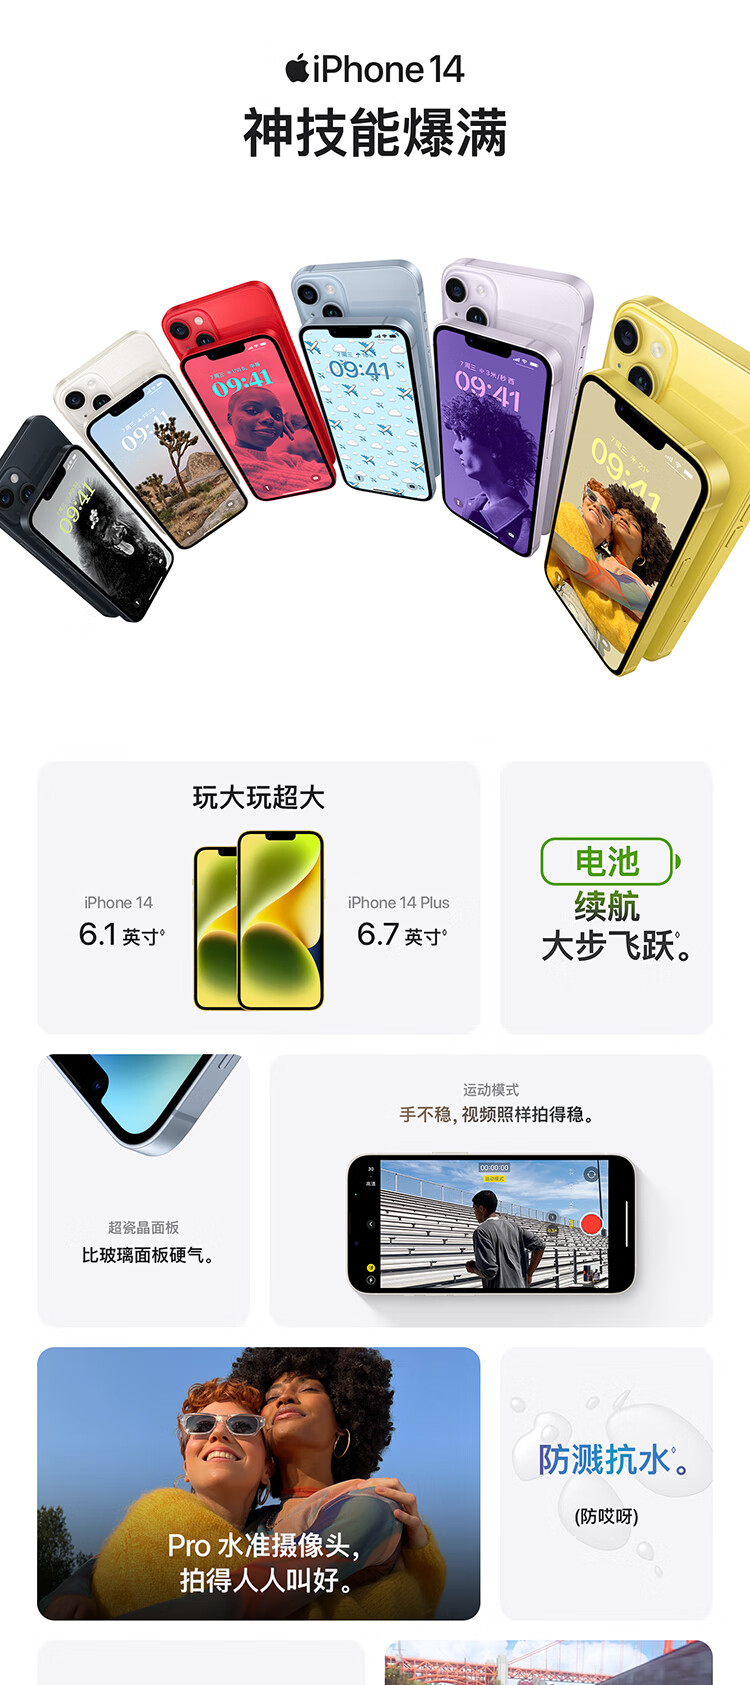 iPhone 14
神技能爆满
09:41
09:41
09:41
09:41
09:41
09:41
玩大玩超大
iPhone 14
6.1 英寸◊
iPhone 14 Plus
6.7 英寸◊
电池
续航
大步飞跃◊。
运动模式
手不稳，视频照样拍得稳。
00:00:00
运动模式
超瓷晶面板
比玻璃面板硬气。
Pro 水准摄像头，
拍得人人叫好。
防溅抗水◊。
(防哎呀)